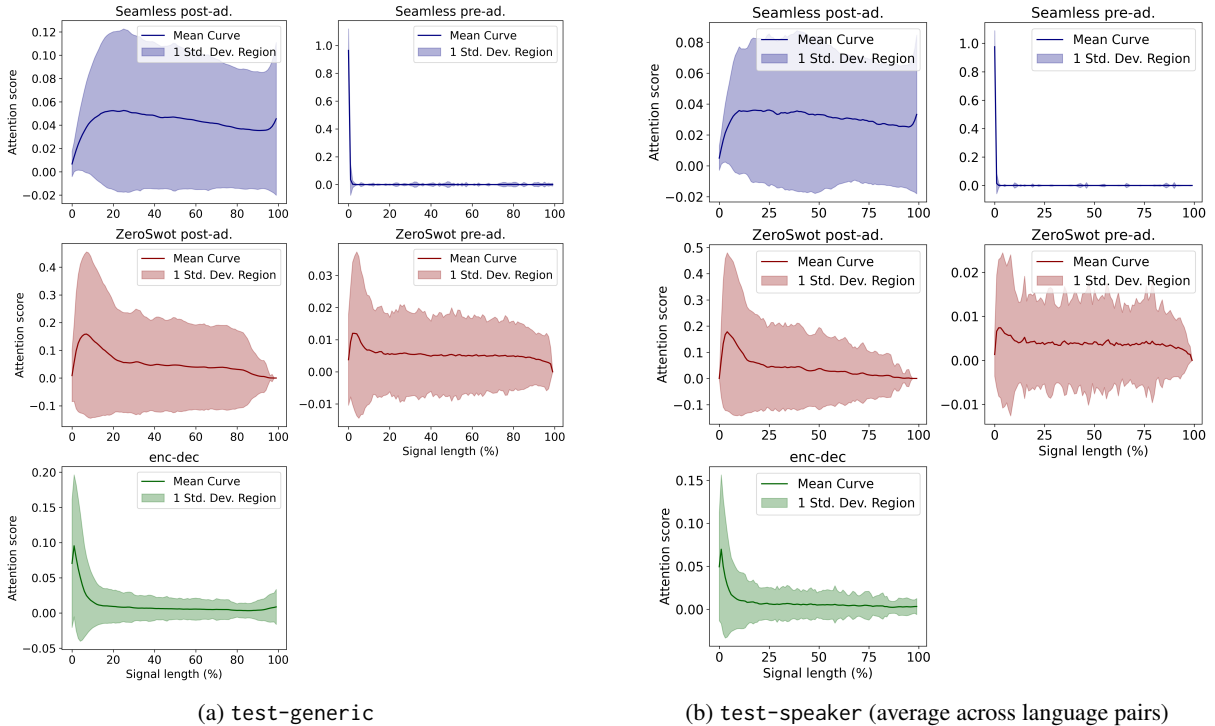 Seamless post-ad.
Mean Curve
1 Std. Dev. Region
Attention score
0.12
0.10
0.08
0.06
0.04
0.02
0.00
−0.02
0 20 40 60 80 100
Seamless pre-ad.
Mean Curve
1 Std. Dev. Region
1.0
0.8
0.6
0.4
0.2
0.0
0 20 40 60 80 100
ZeroSwot post-ad.
Mean Curve
1 Std. Dev. Region
Attention score
0.4
0.3
0.2
0.1
0.0
−0.1
0 20 40 60 80 100
ZeroSwot pre-ad.
Mean Curve
1 Std. Dev. Region
0.03
0.02
0.01
0.00
−0.01
0 20 40 60 80 100
Signal length (%)
enc-dec
Mean Curve
1 Std. Dev. Region
Attention score
0.20
0.15
0.10
0.05
0.00
−0.05
0 20 40 60 80 100
Signal length (%)
(a) test-generic
Seamless post-ad.
Mean Curve
1 Std. Dev. Region
Attention score
0.08
0.06
0.04
0.02
0.00
−0.02
0 25 50 75 100
Seamless pre-ad.
Mean Curve
1 Std. Dev. Region
1.0
0.8
0.6
0.4
0.2
0.0
0 25 50 75 100
ZeroSwot post-ad.
Mean Curve
1 Std. Dev. Region
Attention score
0.5
0.4
0.3
0.2
0.1
0.0
−0.1
0 25 50 75 100
ZeroSwot pre-ad.
Mean Curve
1 Std. Dev. Region
0.02
0.01
0.00
−0.01
0 25 50 75 100
Signal length (%)
enc-dec
Mean Curve
1 Std. Dev. Region
Attention score
0.15
0.10
0.05
0.00
0 25 50 75 100
Signal length (%)
(b) test-speaker (average across language pairs)